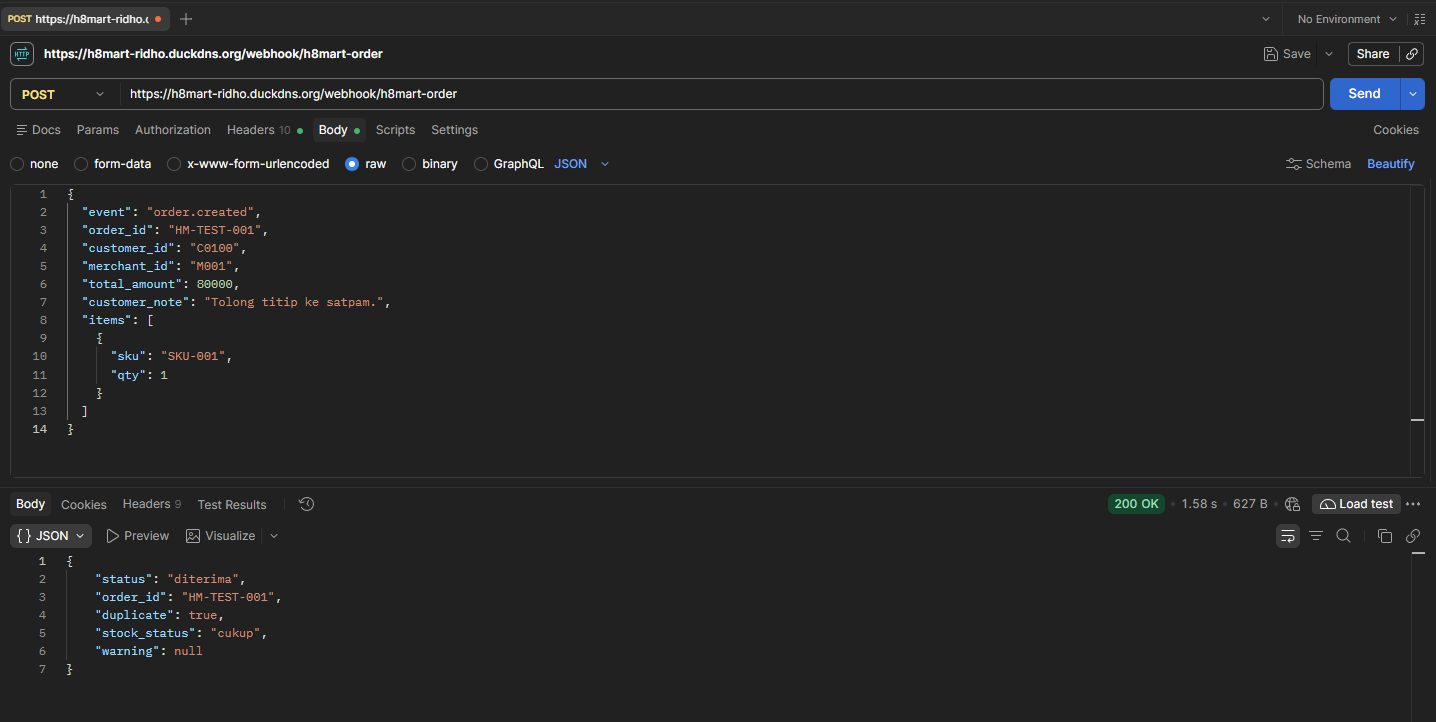 POST https://h8mart-ridho.c
No Environment
HTTP https://h8mart-ridho.duckdns.org/webhook/h8mart-order
Save
Share
POST https://h8mart-ridho.duckdns.org/webhook/h8mart-order
Send
Docs Params Authorization Headers 10 Body Scripts Settings
Cookies
none form-data x-www-form-urlencoded raw binary GraphQL JSON
Schema Beautify
1 {
2 "event": "order.created",
3 "order_id": "HM-TEST-001",
4 "customer_id": "C0100",
5 "merchant_id": "M001",
6 "total_amount": 80000,
7 "customer_note": "Tolong titip ke satpam.",
8 "items": [
9 {
10 "sku": "SKU-001",
11 "qty": 1
12 }
13 ]
14 }
Body Cookies Headers 9 Test Results
200 OK • 1.58 s • 627 B •
Load test
{} JSON Preview Visualize
1 {
2 "status": "diterima",
3 "order_id": "HM-TEST-001",
4 "duplicate": true,
5 "stock_status": "cukup",
6 "warning": null
7 }